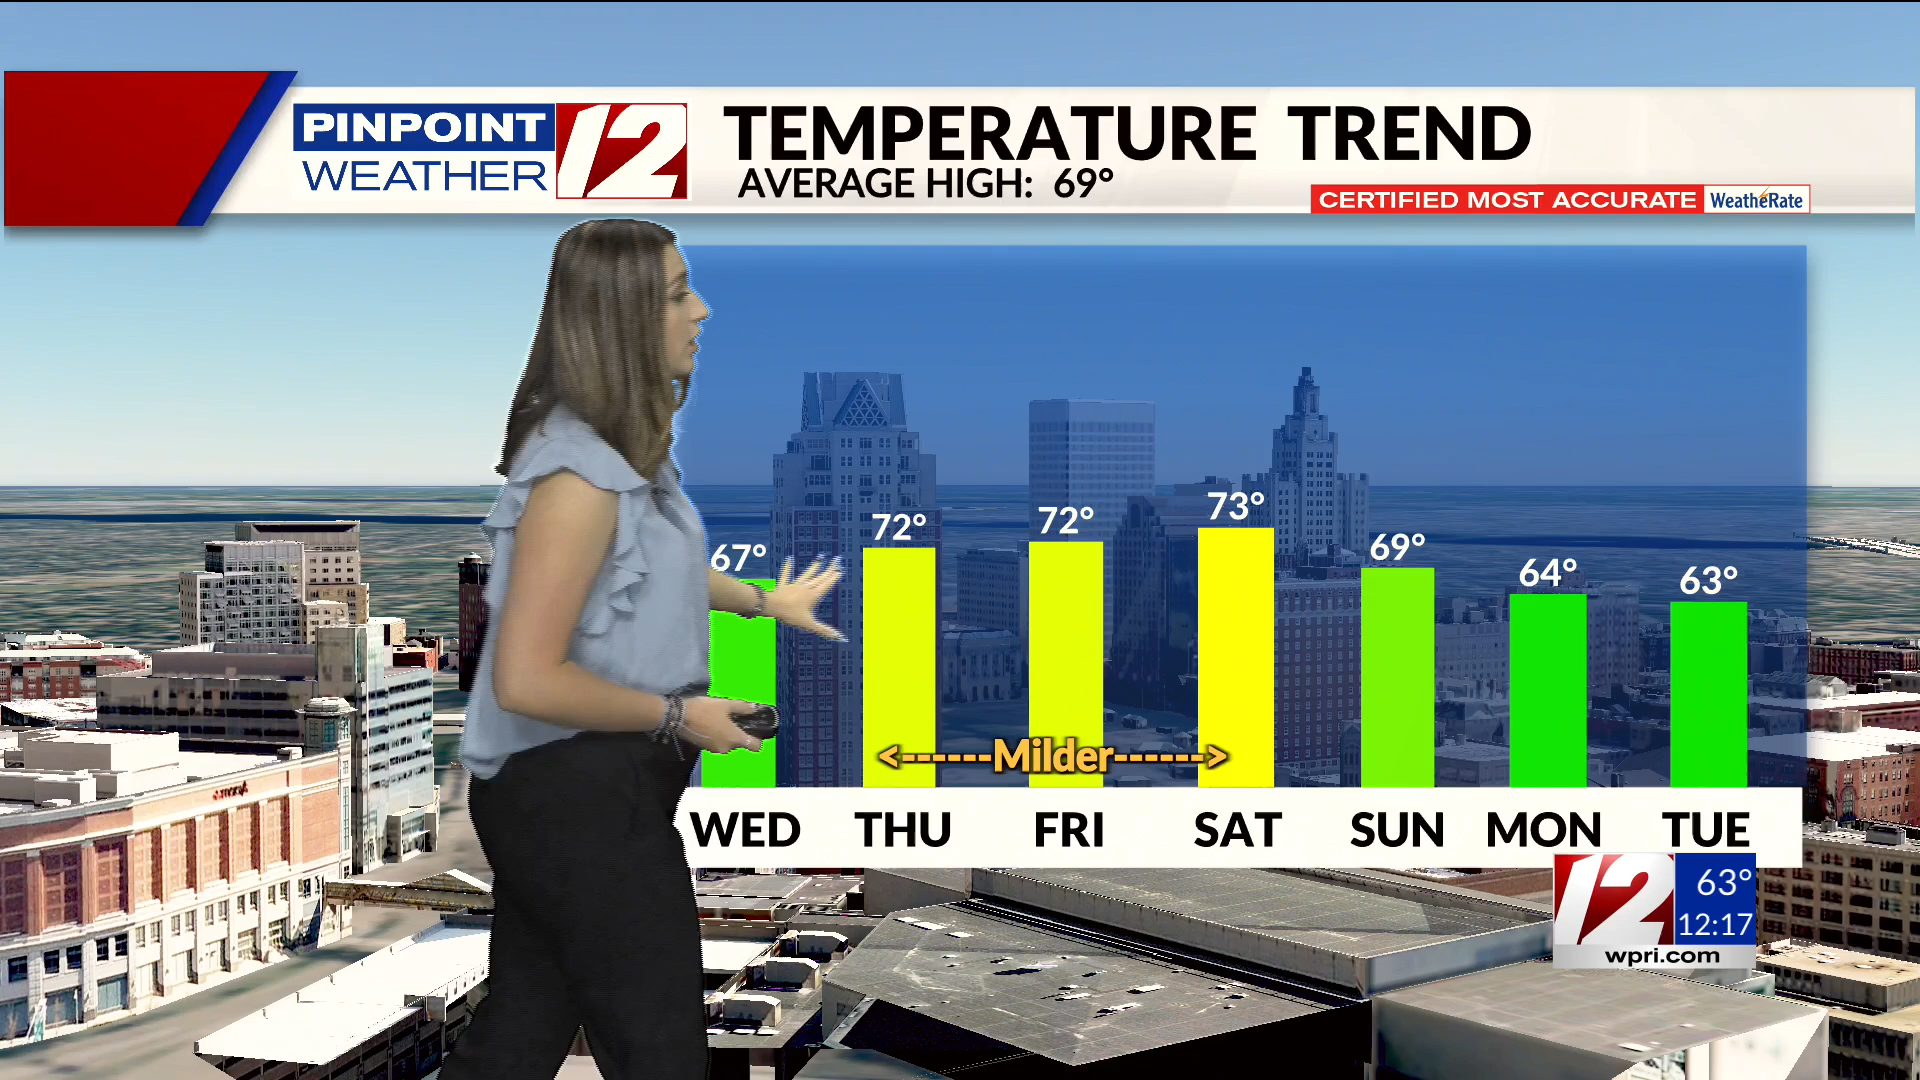 PINPOINT
WEATHER
12
TEMPERATURE TREND
AVERAGE HIGH: 69°
CERTIFIED MOST ACCURATE WeatheRate
67° 72° 72° 73° 69° 64° 63°
<------Milder------>
WED THU FRI SAT SUN MON TUE
12
63°
12:17
wpri.com